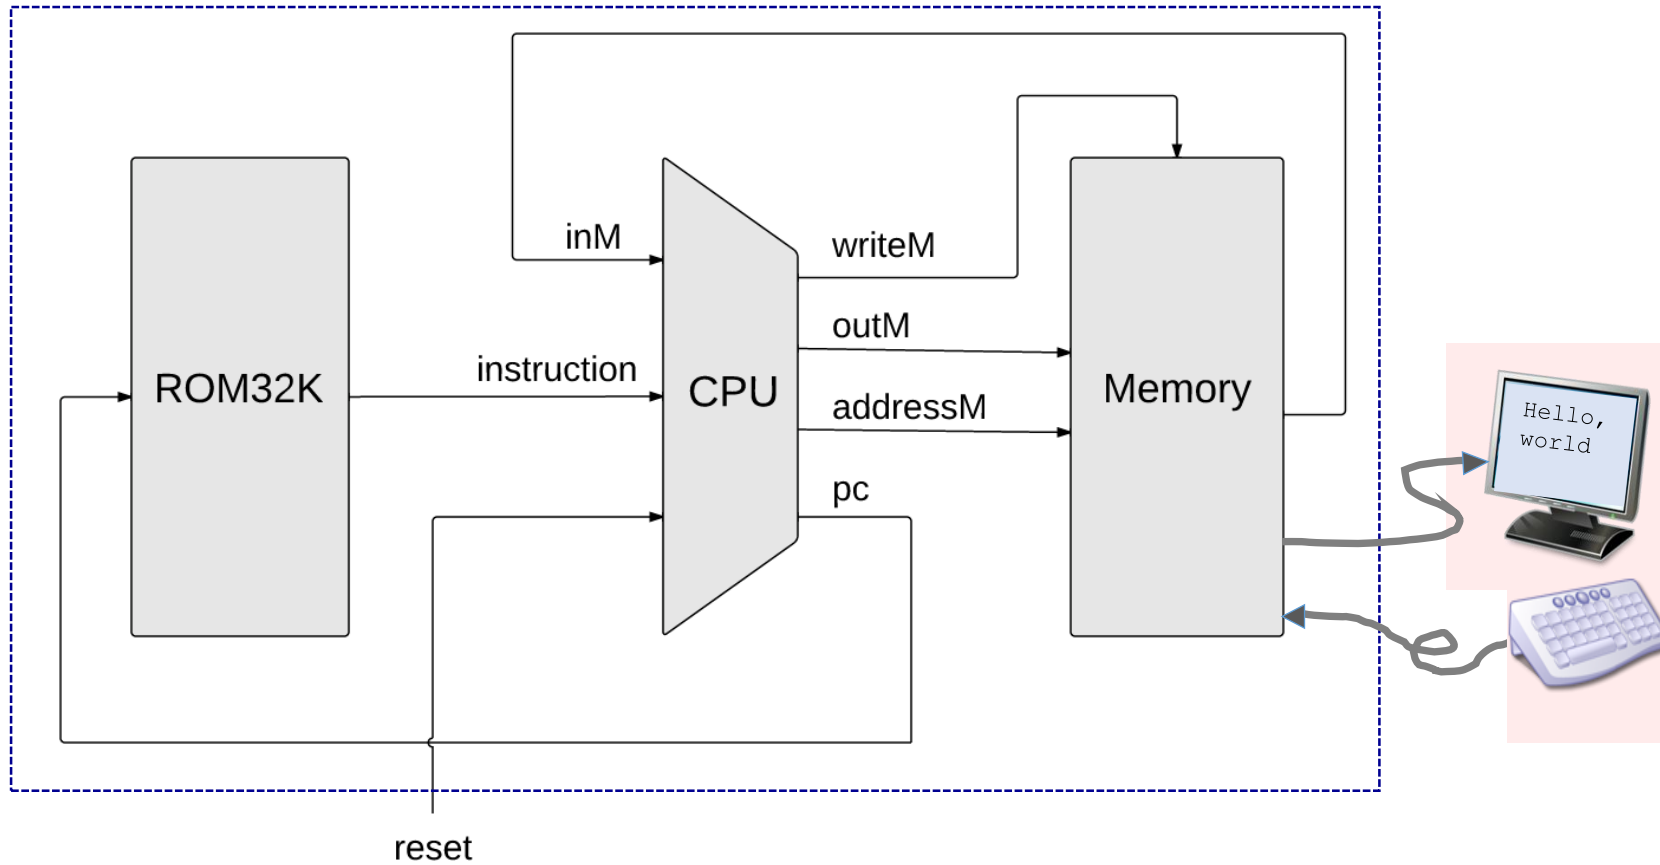 inM
writeM
outM
instruction
ROM32K
CPU
Memory
addressM
pc
reset
Hello,
world